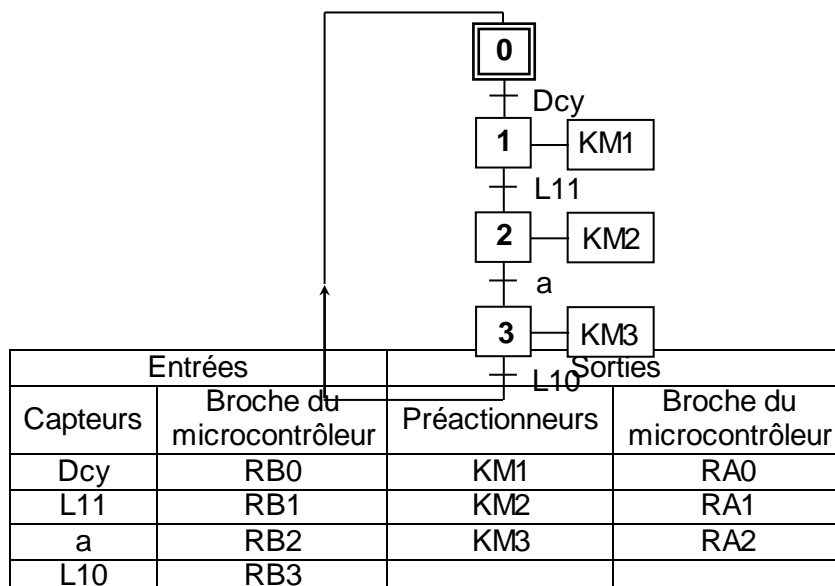 0
Dcy
1 KM1
L11
2 KM2
a
3 KM3
L10
Entrées Sorties
Capteurs Broche du microcontrôleur Préactionneurs Broche du microcontrôleur
Dcy RB0 KM1 RA0
L11 RB1 KM2 RA1
a RB2 KM3 RA2
L10 RB3